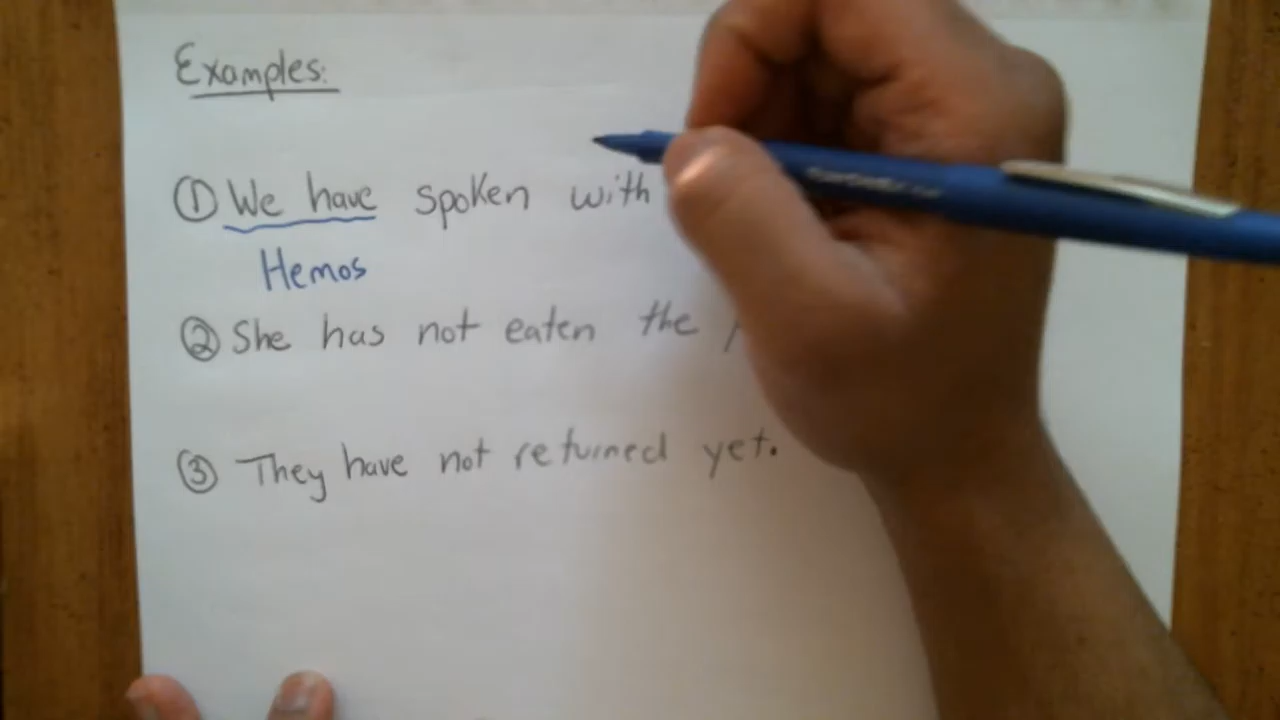 Examples:
① We have spoken with
Hemos
② She has not eaten the
③ They have not returned yet.